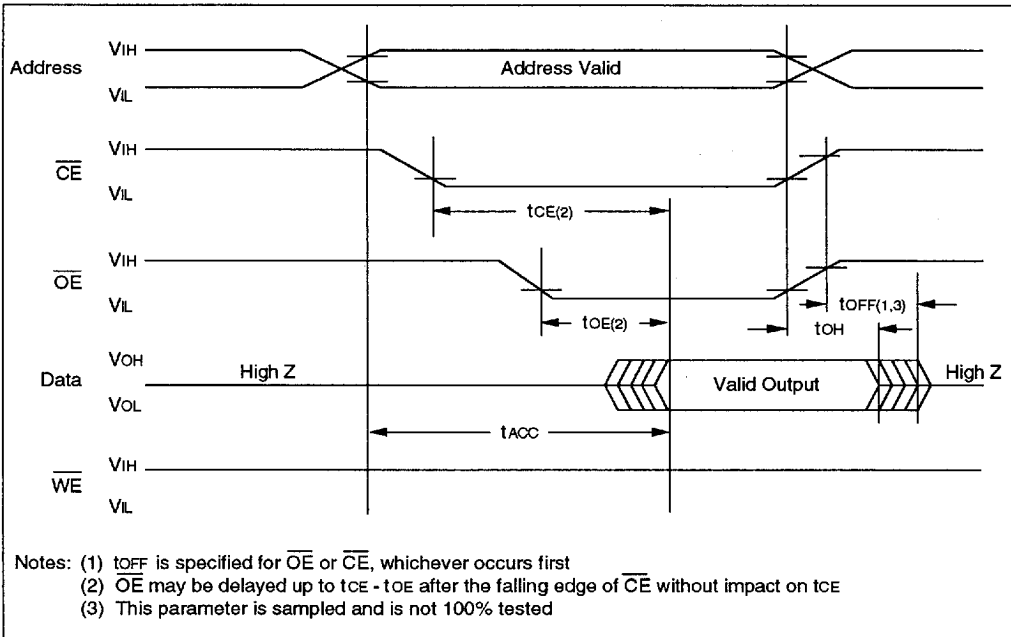 VIH
Address
Address Valid
VIL
VIH
CE
VIL
tCE(2)
VIH
OE
VIL
tOFF(1,3)
tOE(2)
tOH
VOH
High Z
Data
Valid Output
High Z
VOL
tACC
VIH
WE
VIL
Notes: (1) tOFF is specified for OE or CE, whichever occurs first
(2) OE may be delayed up to tCE - tOE after the falling edge of CE without impact on tCE
(3) This parameter is sampled and is not 100% tested